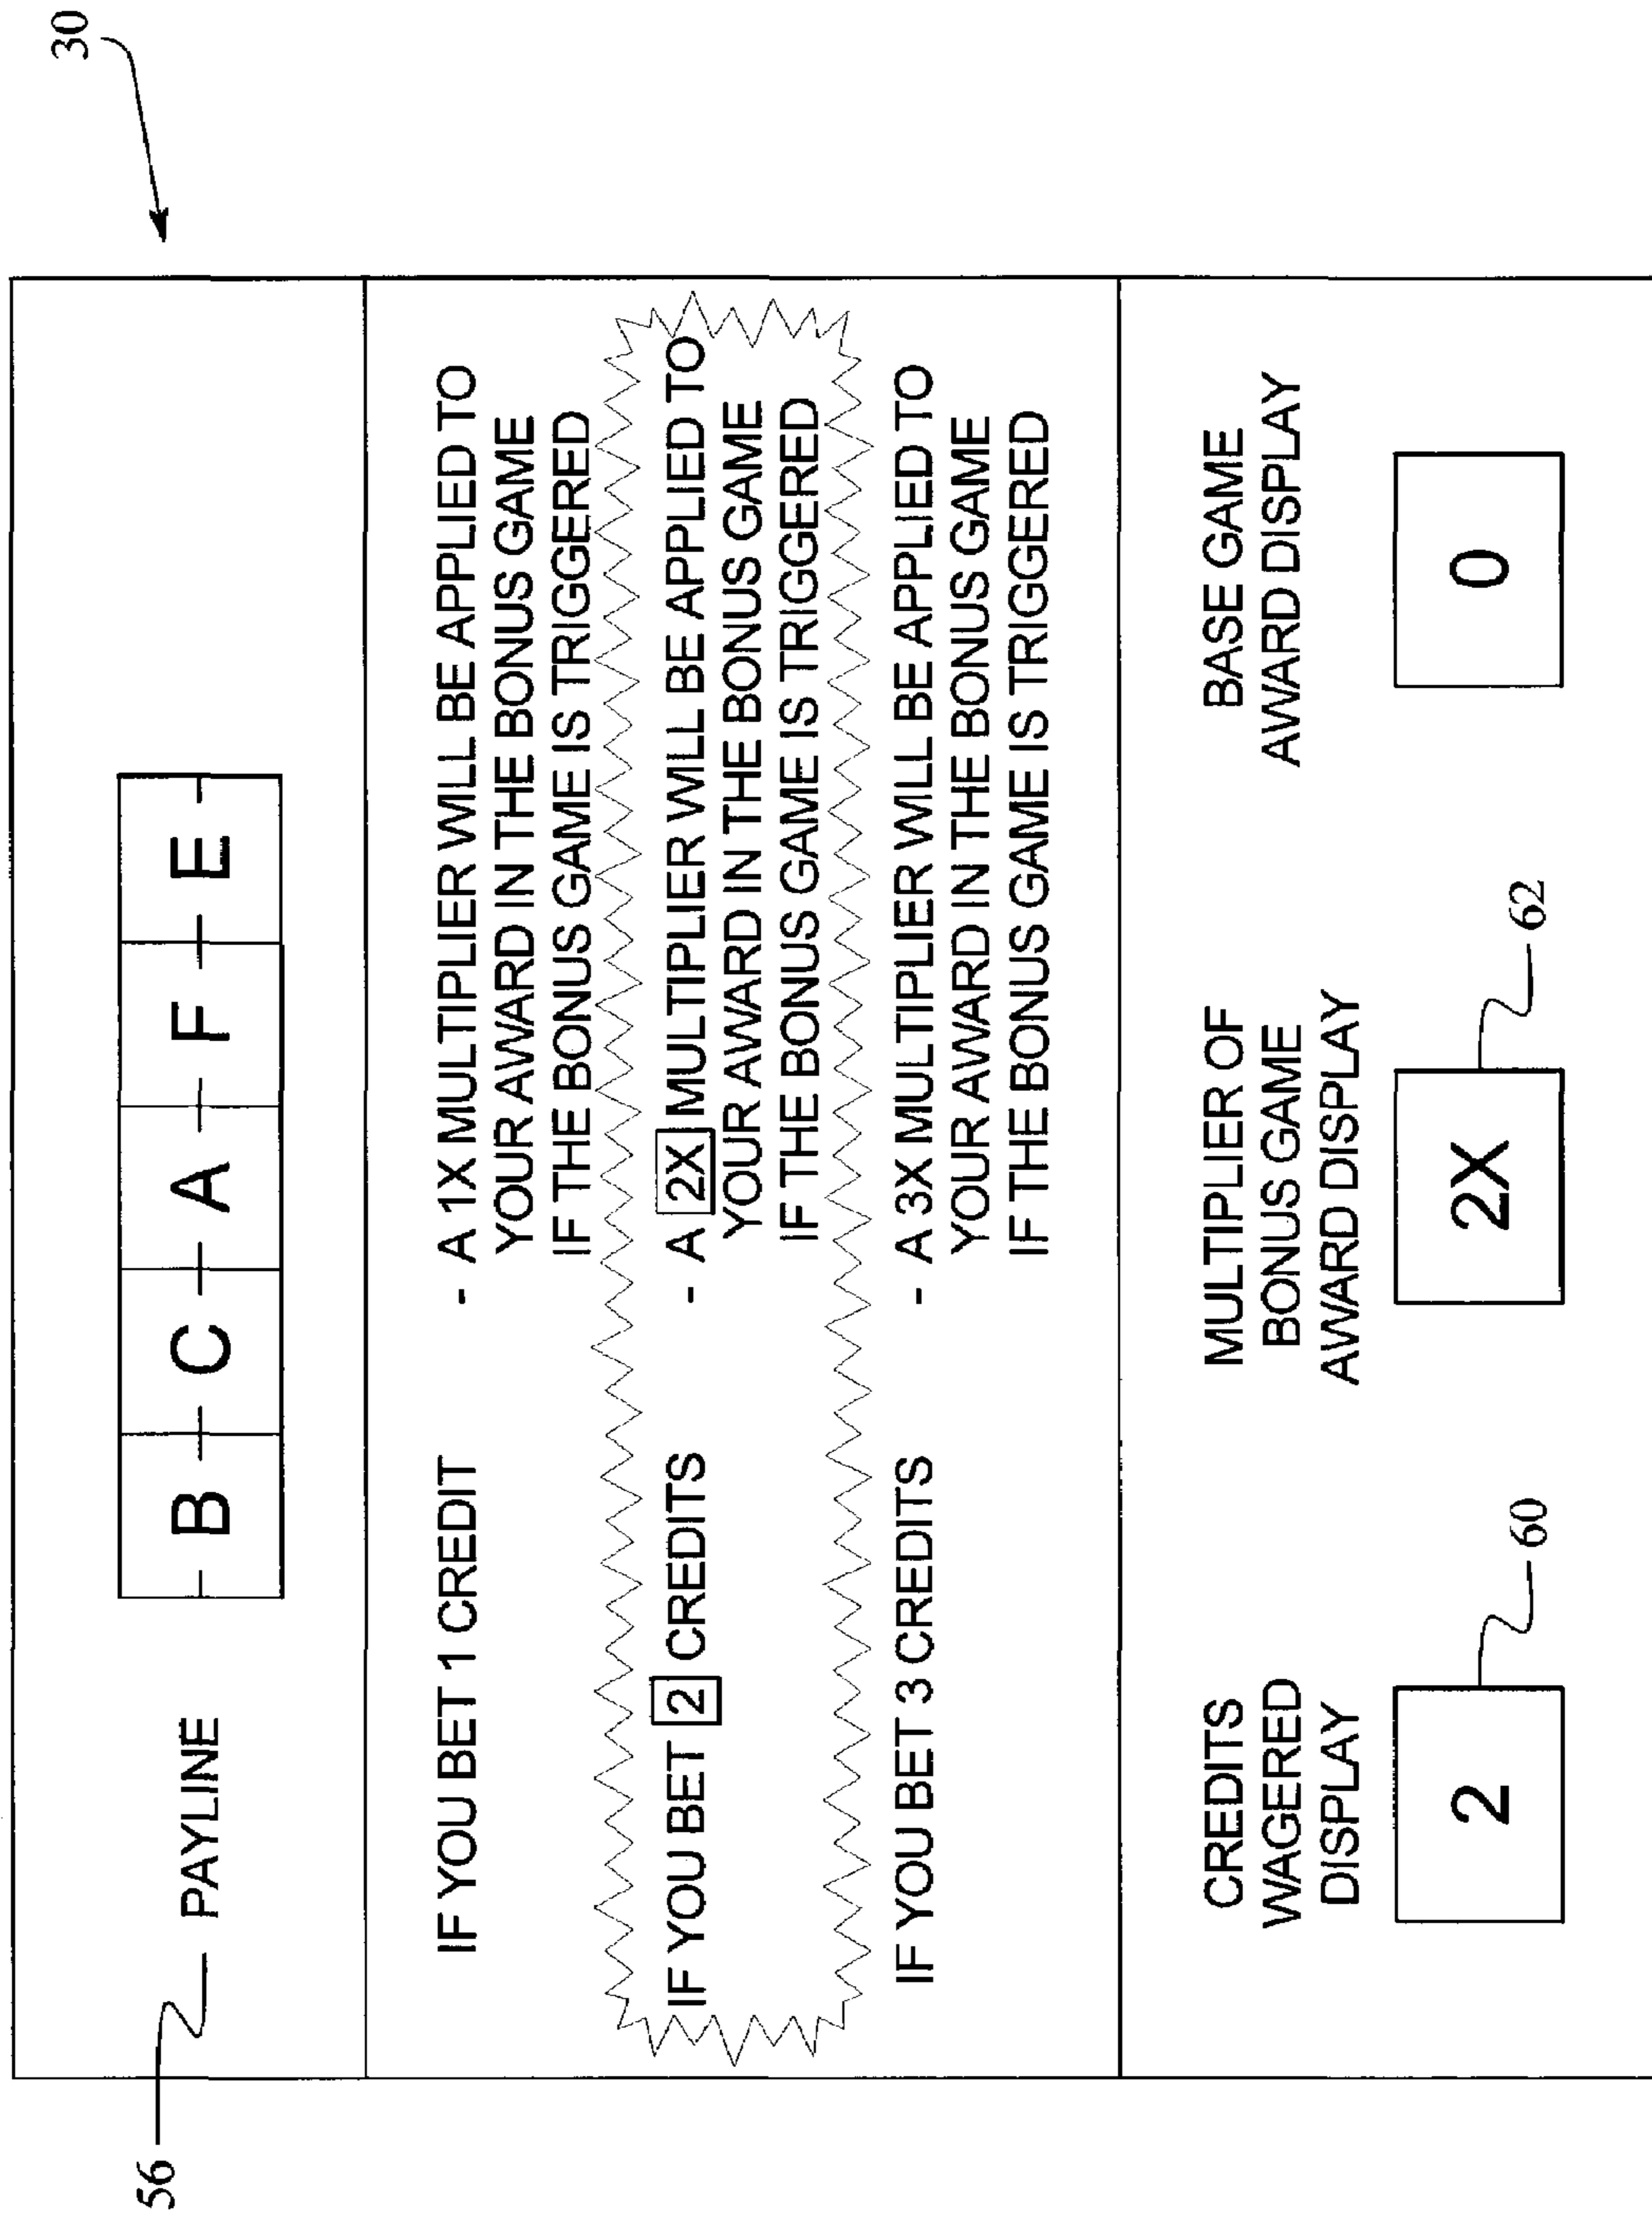 30
56 PAYLINE B C A F E
IF YOU BET 1 CREDIT - A 1X MULTIPLIER WILL BE APPLIED TO
YOUR AWARD IN THE BONUS GAME
IF THE BONUS GAME IS TRIGGERED
IF YOU BET 2 CREDITS - A 2X MULTIPLIER WILL BE APPLIED TO
YOUR AWARD IN THE BONUS GAME
IF THE BONUS GAME IS TRIGGERED
IF YOU BET 3 CREDITS - A 3X MULTIPLIER WILL BE APPLIED TO
YOUR AWARD IN THE BONUS GAME
IF THE BONUS GAME IS TRIGGERED
CREDITS
WAGERED
DISPLAY
2
60
MULTIPLIER OF
BONUS GAME
AWARD DISPLAY
2X
62
BASE GAME
AWARD DISPLAY
0